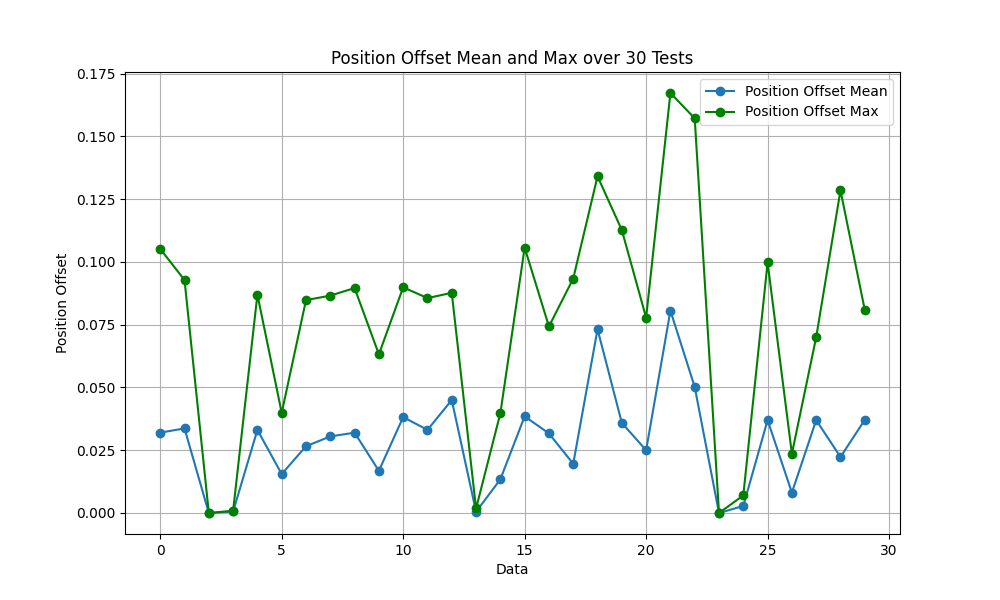 Position Offset Mean and Max over 30 Tests
Position Offset Mean
Position Offset Max
Position Offset
0.175
0.150
0.125
0.100
0.075
0.050
0.025
0.000
0 5 10 15 20 25 30
Data